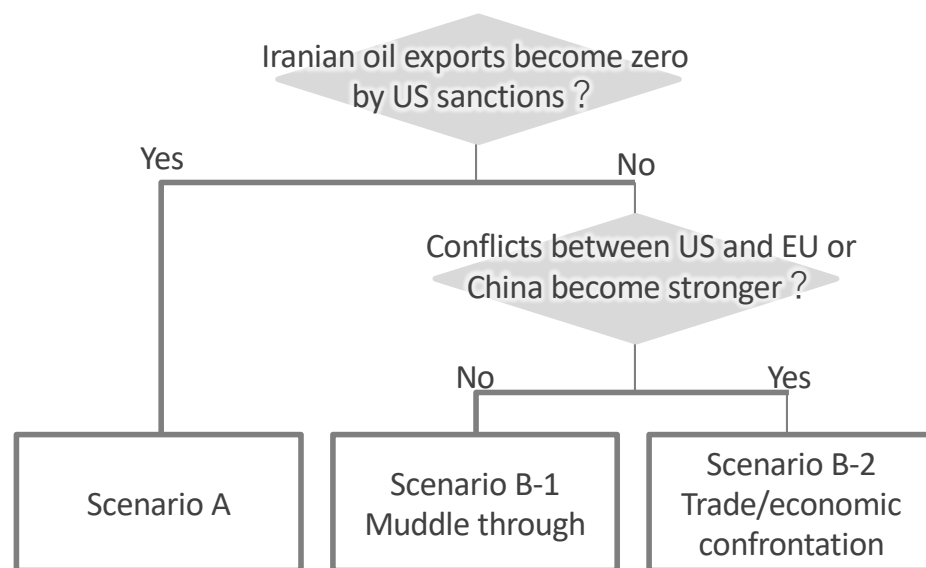 Iranian oil exports become zero
by US sanctions？
Yes
No
Conflicts between US and EU or
China become stronger？
No
Yes
Scenario A
Scenario B-1
Muddle through
Scenario B-2
Trade/economic
confrontation